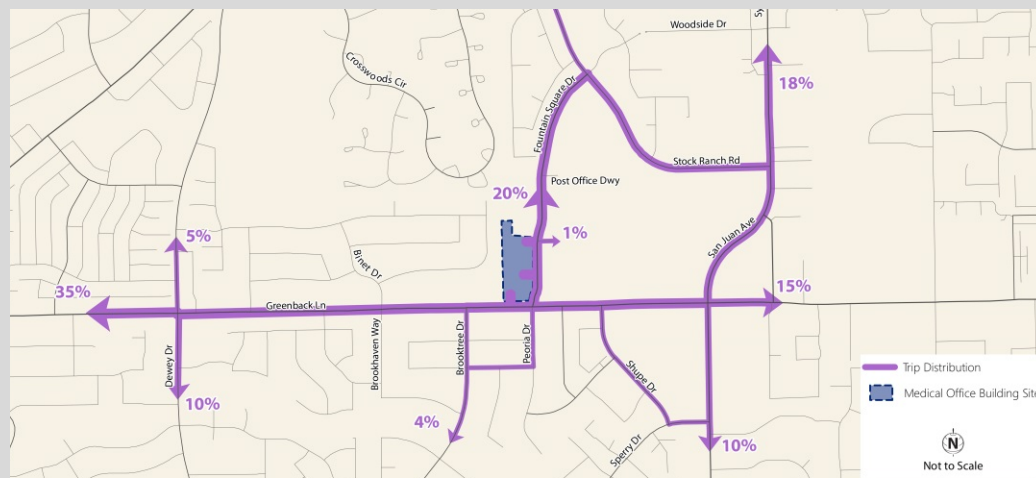 Woodside Dr
Sy
Crosswoods Cir
18%
Fountain Square Dr
Stock Ranch Rd
Post Office Dwy
20%
1%
5%
San Juan Ave
Binet Dr
35%
15%
Greenback Ln
Dewey Dr
Brookhaven Way
Brooktree Dr
Peoria Dr
Shupe Dr
10%
4%
Sperry Dr
10%
Trip Distribution
Medical Office Building Site
N
Not to Scale